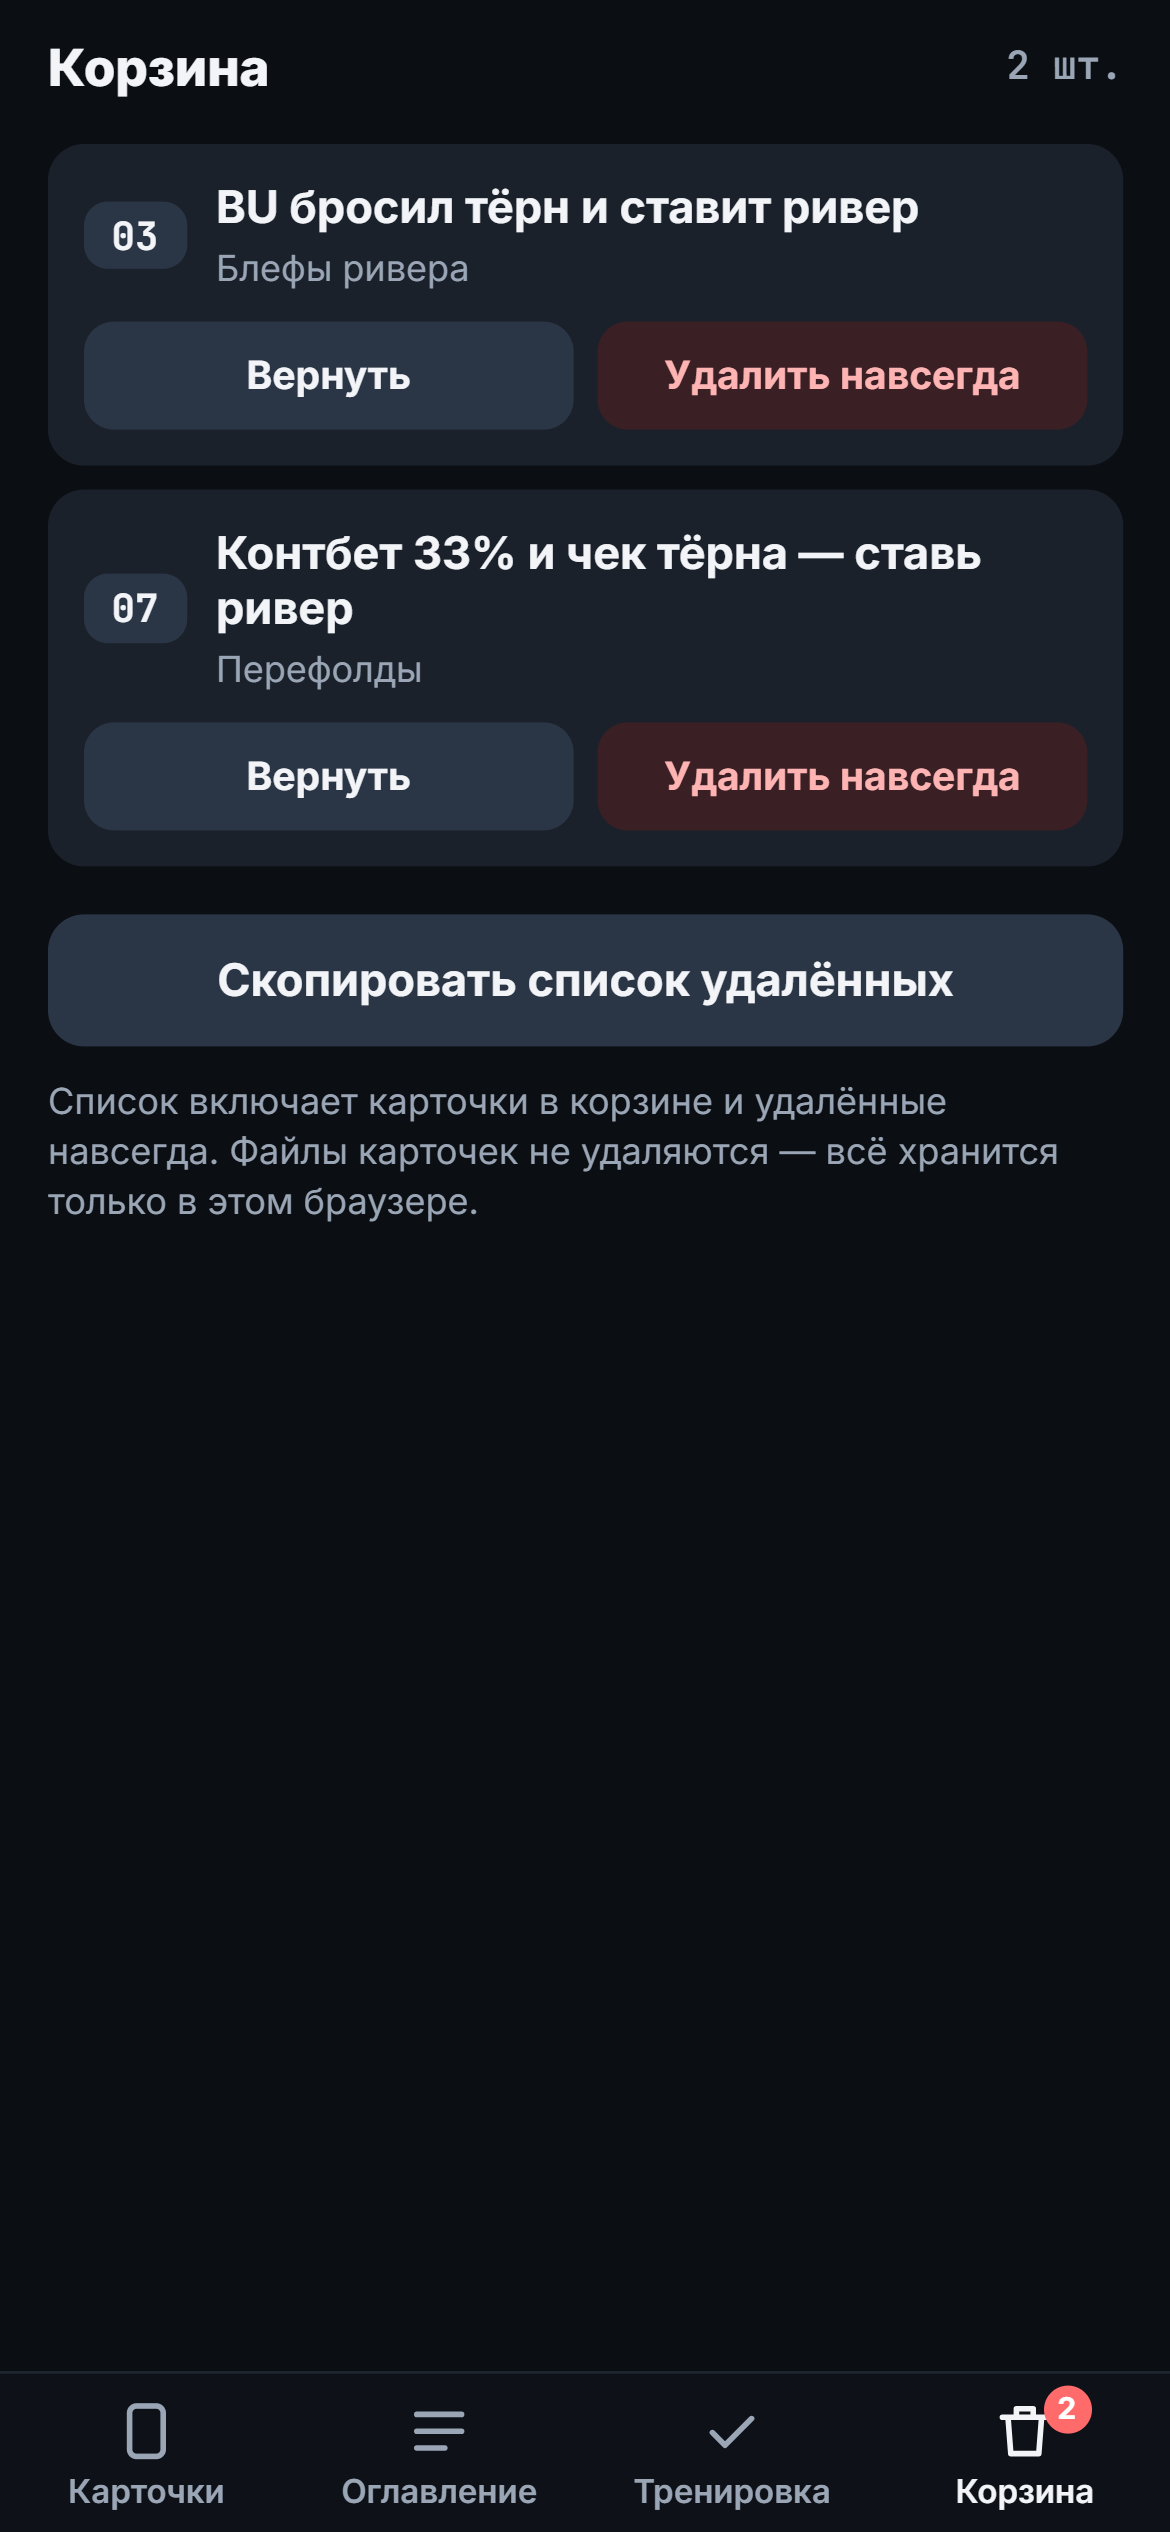 Корзина
2 шт.
03
BU бросил тёрн и ставит ривер
Блефы ривера
Вернуть
Удалить навсегда
07
Контбет 33% и чек тёрна — ставь
ривер
Перефолды
Вернуть
Удалить навсегда
Скопировать список удалённых
Список включает карточки в корзине и удалённые
навсегда. Файлы карточек не удаляются — всё хранится
только в этом браузере.
2
Карточки
Оглавление
Тренировка
Корзина